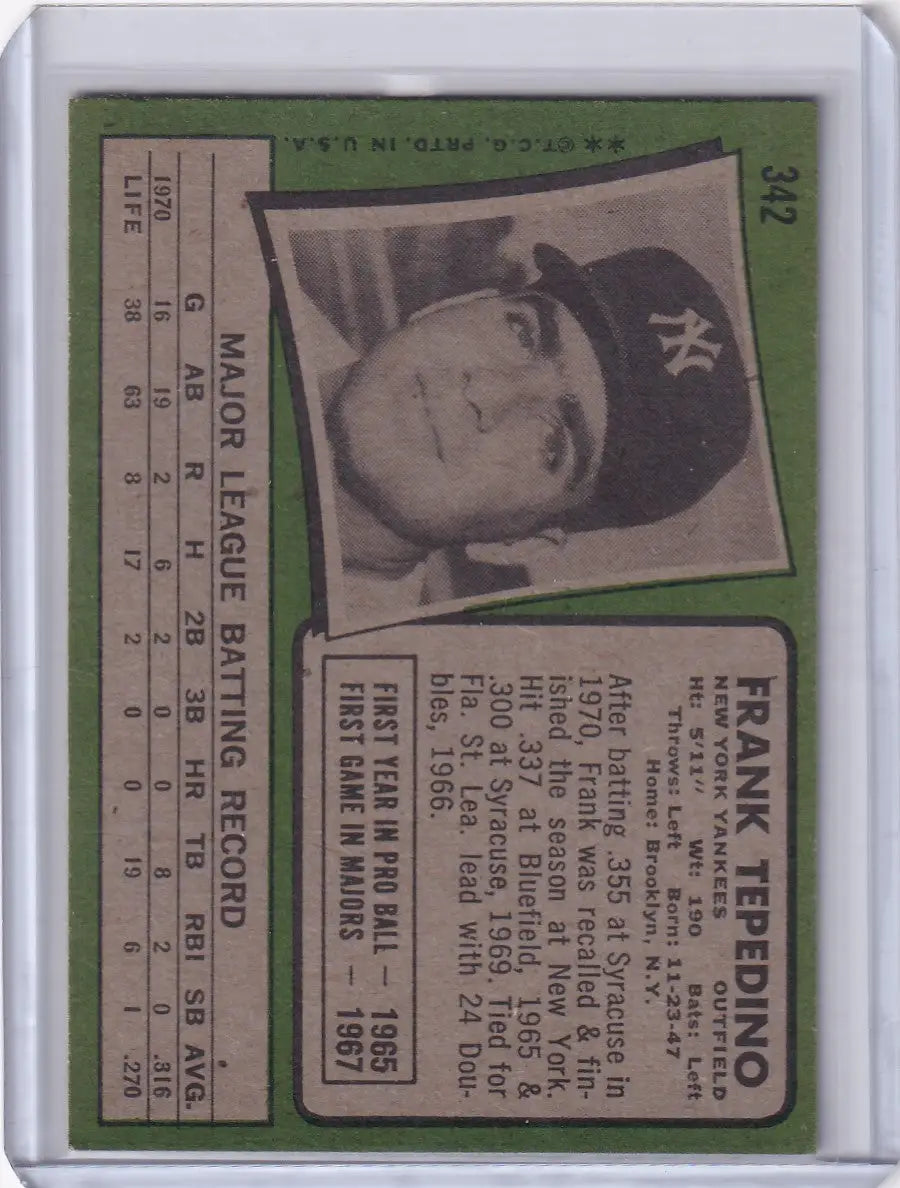 342
FRANK TEPEDINO
NEW YORK YANKEES OUTFIELD
Ht: 5'11" Wt: 190 Bats: Left
Throws: Left Born: 11-23-47
Home: Brooklyn, N.Y.
After batting .355 at Syracuse in
1970, Frank was recalled & fin-
ished the season at New York.
Hit .337 at Bluefield, 1965 &
.300 at Syracuse, 1969. Tied for
Fla. St. Lea. lead with 24 Dou-
bles, 1966.
FIRST YEAR IN PRO BALL — 1965
FIRST GAME IN MAJORS — 1967
NY
MAJOR LEAGUE BATTING RECORD
G AB R H 2B 3B HR TB RBI SB AVG.
1970 16 19 2 6 2 0 0 8 2 0 .316
LIFE 38 63 8 17 2 0 0 19 6 1 .270
** ©T.C.G. PRTD. IN U.S.A.